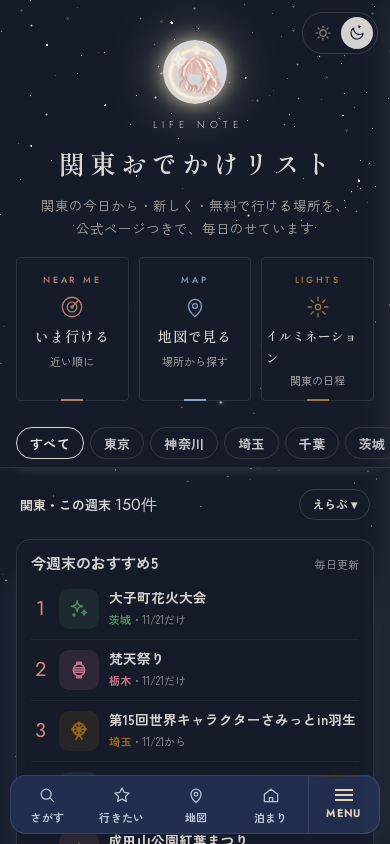 LIFE NOTE
関東おでかけリスト
関東の今日から・新しく・無料で行ける場所を、
公式ページつきで、毎日のせています
NEAR ME
いま行ける
近い順に
MAP
地図で見る
場所から探す
LIGHTS
イルミネーショ
ン
関東の日程
すべて
東京
神奈川
埼玉
千葉
茨城
関東・この週末 150件
えらぶ ▾
今週末のおすすめ5
毎日更新
1
大子町花火大会
茨城・11/21だけ
2
梵天祭り
栃木・11/21だけ
3
第15回世界キャラクターさみっとin羽生
埼玉・11/21から
さがす
行きたい
地図
泊まり
MENU
成田山公園紅葉まつり